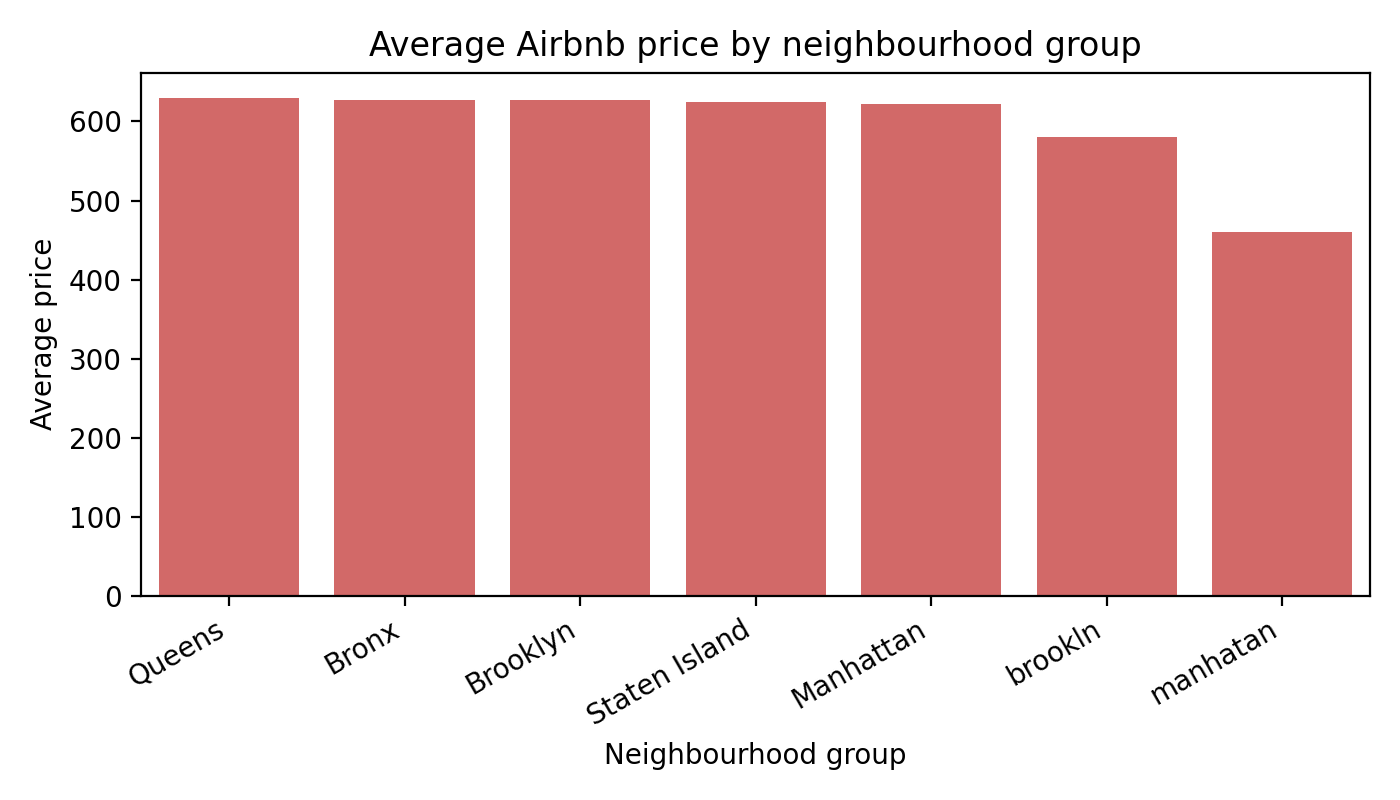 Average Airbnb price by neighbourhood group
Average price
600
500
400
300
200
100
0
Queens
Bronx
Brooklyn
Staten Island
Manhattan
brookln
manhatan
Neighbourhood group